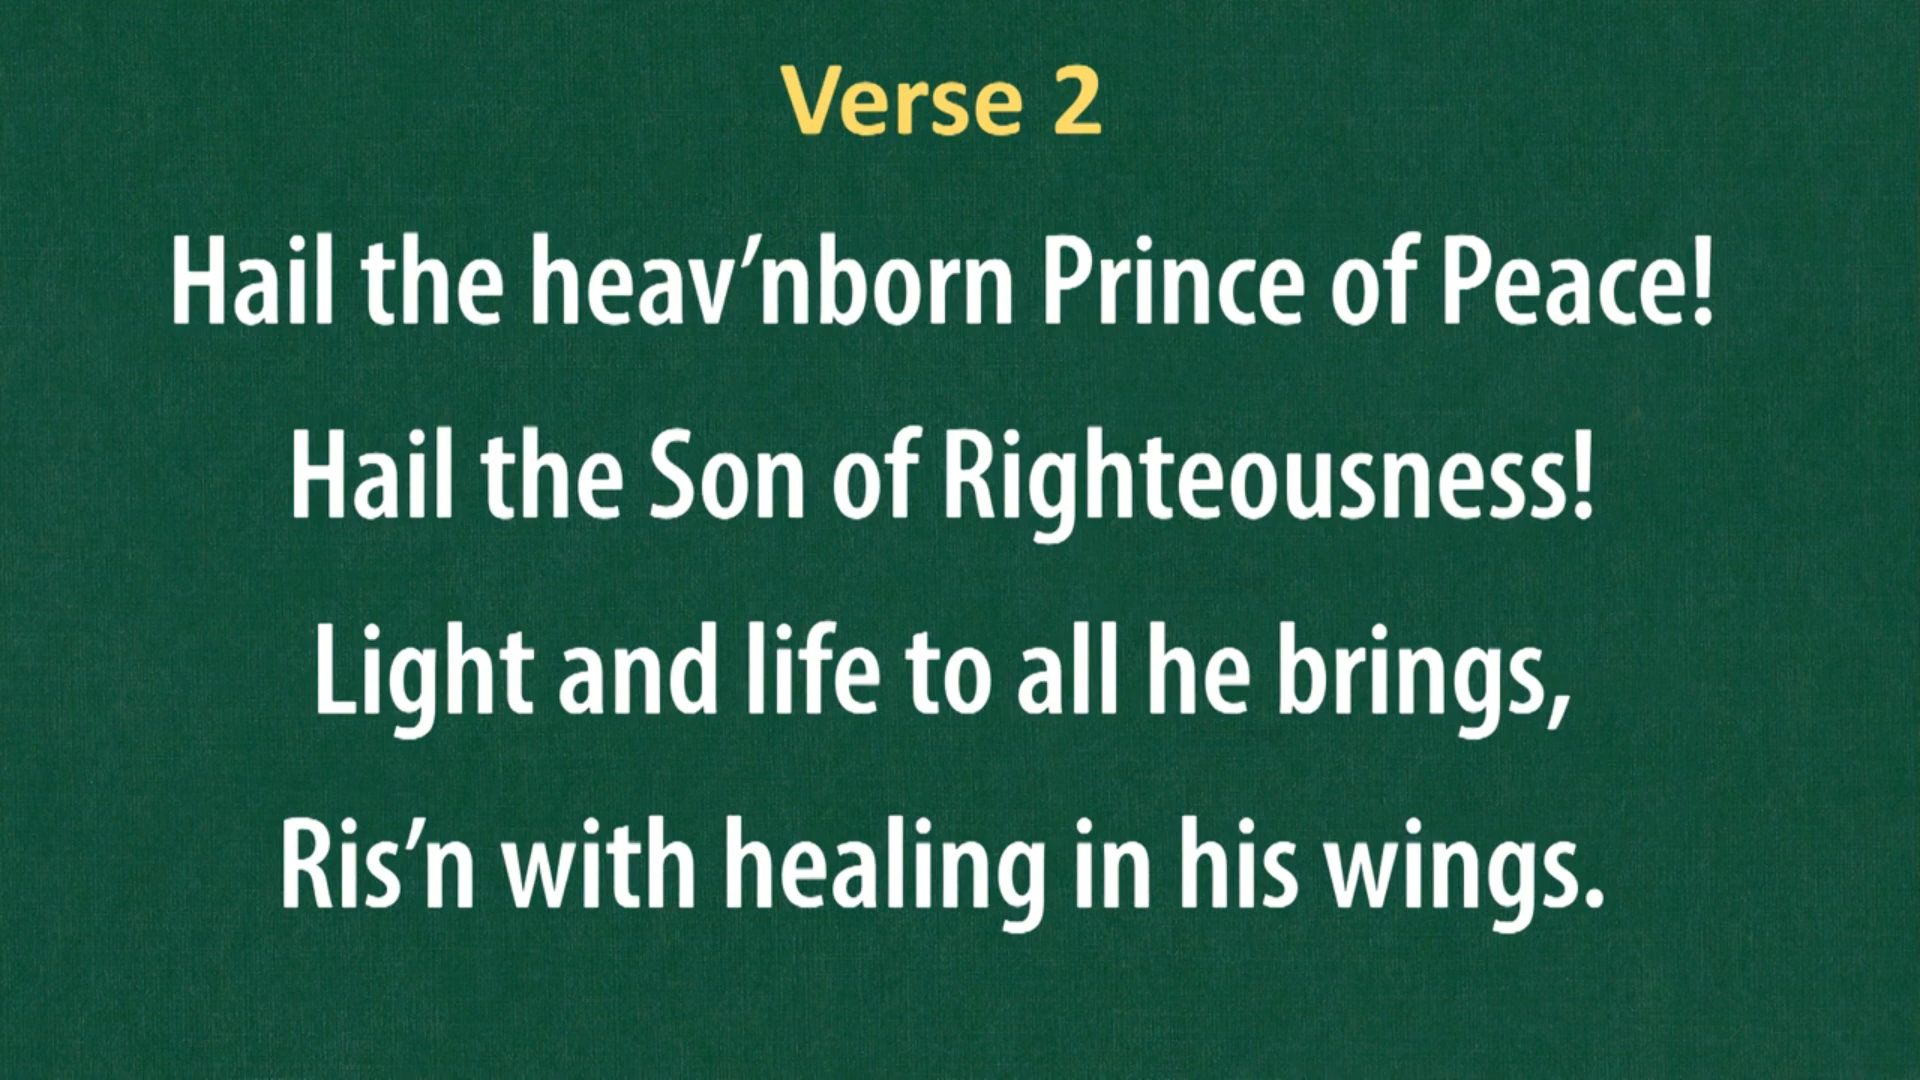 Verse 2
Hail the heav’nborn Prince of Peace!
Hail the Son of Righteousness!
Light and life to all he brings,
Ris’n with healing in his wings.